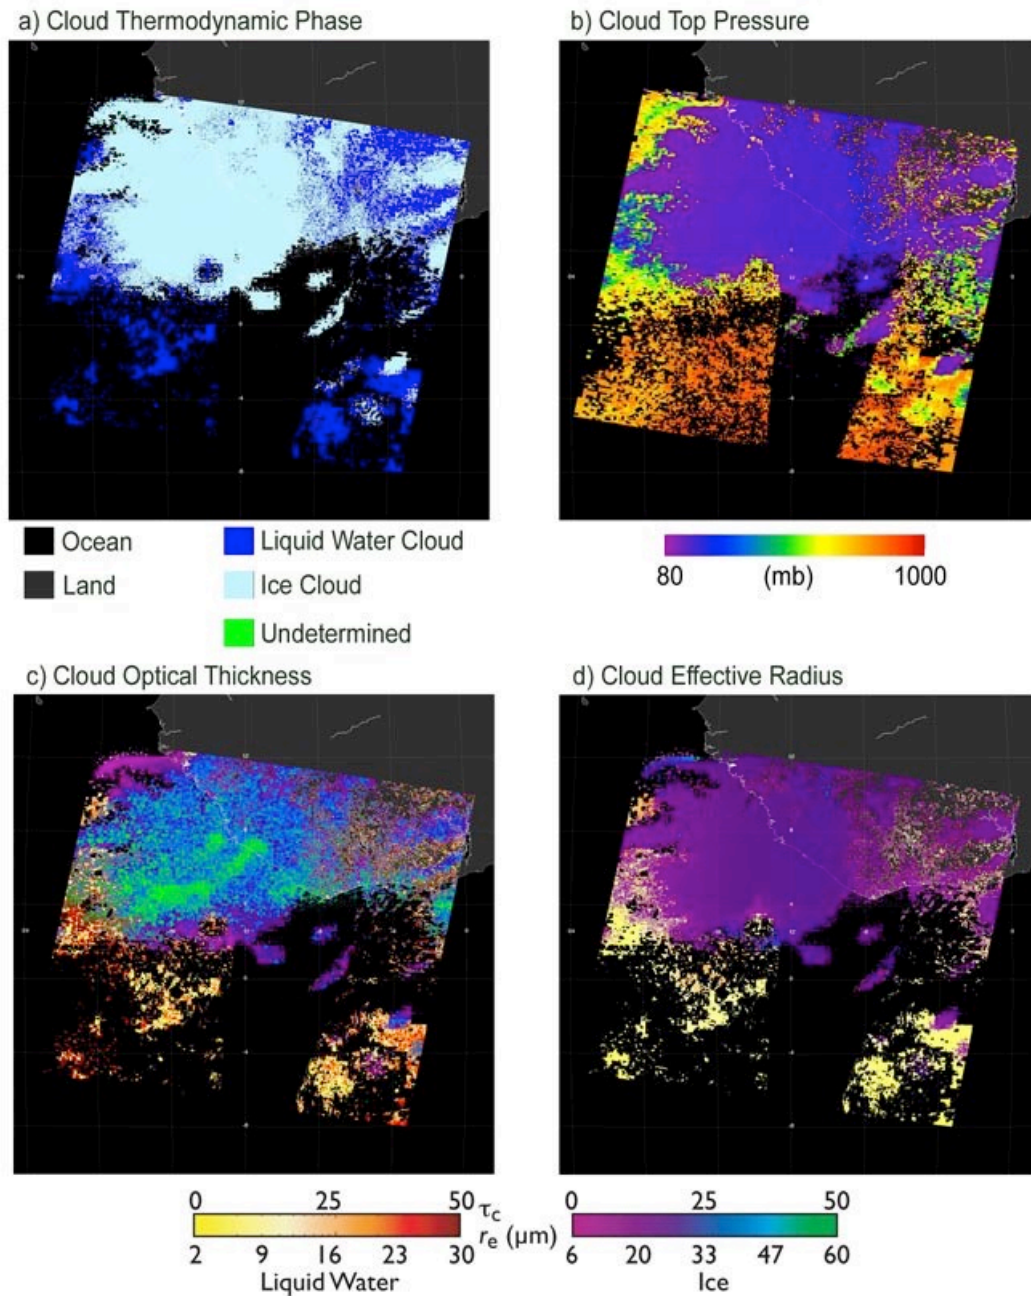 a) Cloud Thermodynamic Phase
b) Cloud Top Pressure
Ocean
Land
Liquid Water Cloud
Ice Cloud
Undetermined
80 (mb) 1000
c) Cloud Optical Thickness
d) Cloud Effective Radius
0 25 50 τc 0 25 50
2 9 16 23 30 re (µm) 6 20 33 47 60
Liquid Water
Ice